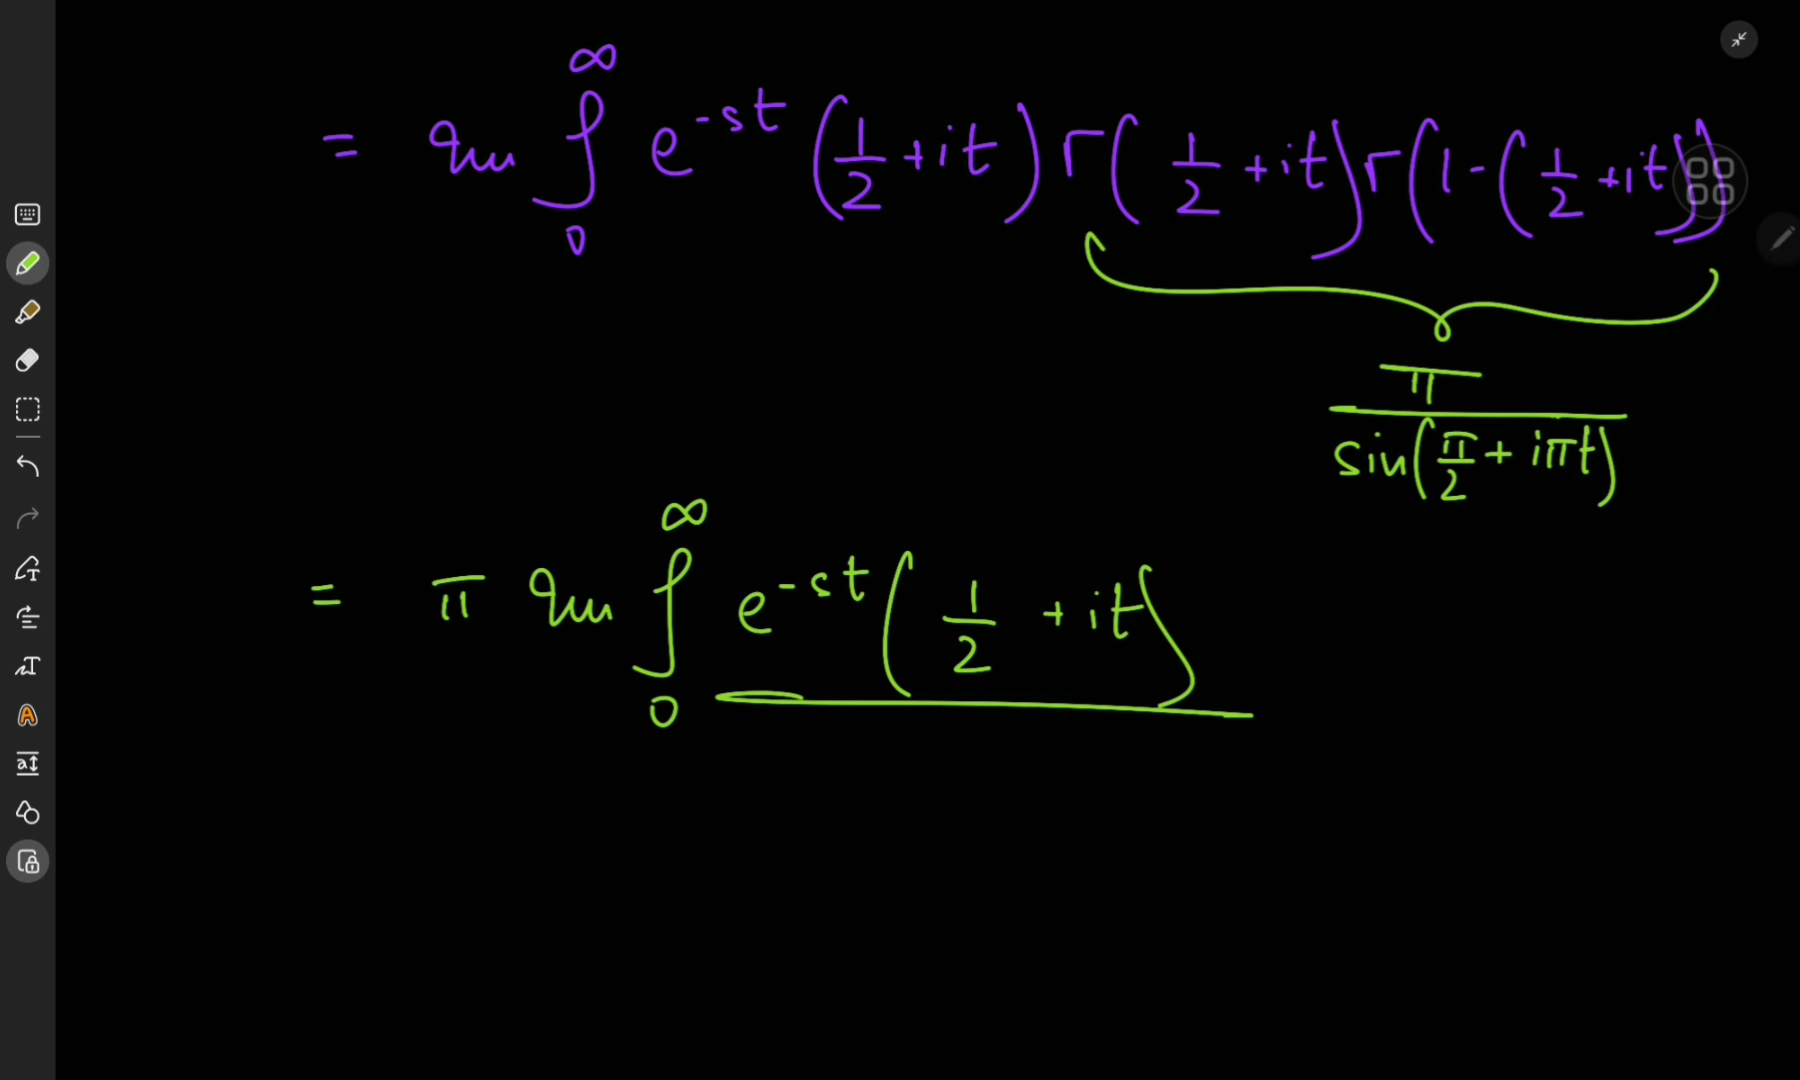 = Im ∫₀^∞ e^{-st} (1/2 + it) Γ(1/2 + it) Γ(1 - (1/2 + it))
π / sin(π/2 + iπt)
= π Im ∫₀^∞ e^{-st} (1/2 + it)